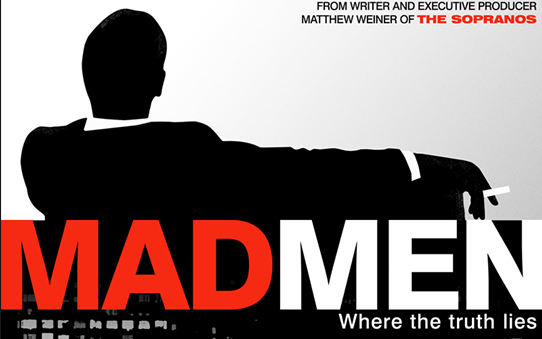 FROM WRITER AND EXECUTIVE PRODUCER
MATTHEW WEINER OF THE SOPRANOS
MADMEN
Where the truth lies